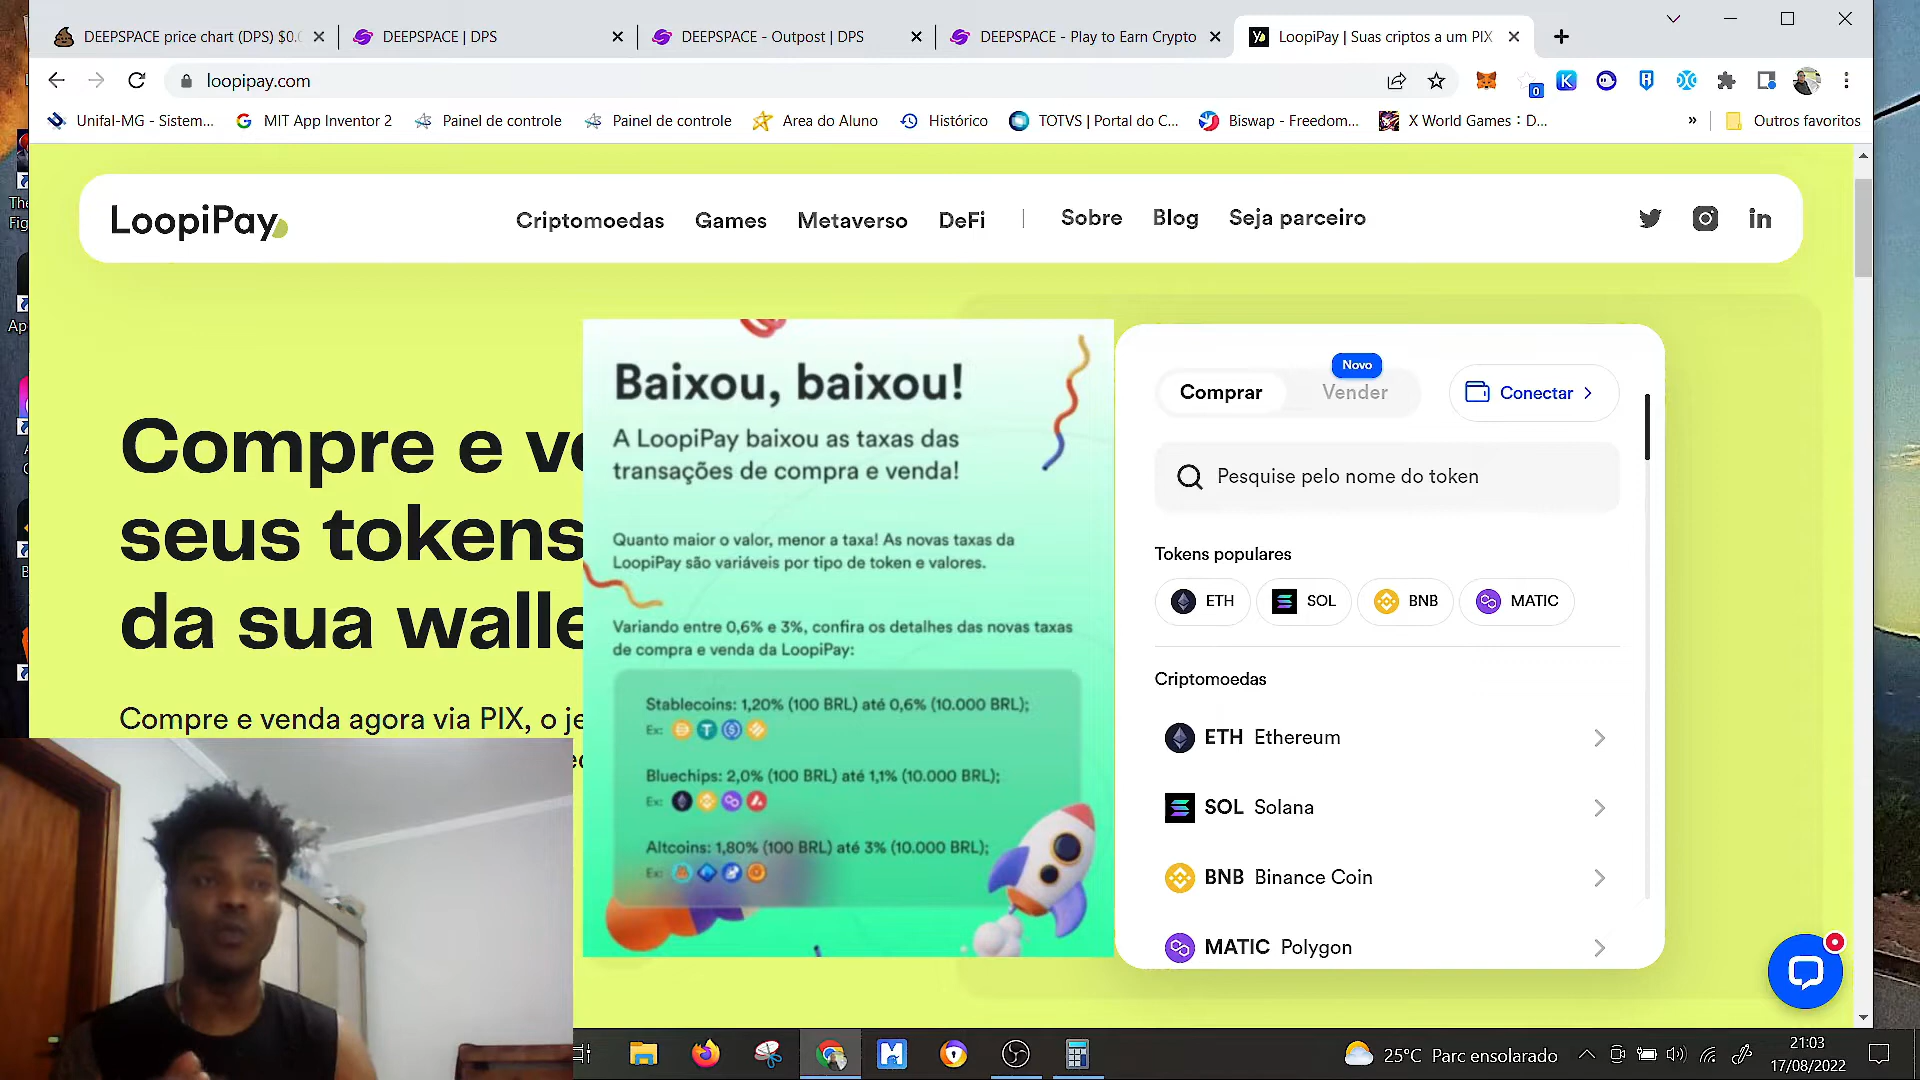 DEEPSPACE price chart (DPS) $0.0
DEEPSPACE | DPS
DEEPSPACE - Outpost | DPS
DEEPSPACE - Play to Earn Crypto
LoopiPay | Suas criptos a um PIX
loopipay.com
0
Unifal-MG - Sistem...
MIT App Inventor 2
Painel de controle
Painel de controle
Area do Aluno
Histórico
TOTVS | Portal do C...
Biswap - Freedom...
X World Games : D...
»
Outros favoritos
LoopiPay
Criptomoedas
Games
Metaverso
DeFi
Sobre
Blog
Seja parceiro
The
Fig
Ap
Compre e ve
seus tokens
da sua walle
Compre e venda agora via PIX, o je
Baixou, baixou!
A LoopiPay baixou as taxas das
transações de compra e venda!
Quanto maior o valor, menor a taxa! As novas taxas da
LoopiPay são variáveis por tipo de token e valores.
Variando entre 0,6% e 3%, confira os detalhes das novas taxas
de compra e venda da LoopiPay:
Stablecoins: 1,20% (100 BRL) até 0,6% (10.000 BRL);
Ex:
Bluechips: 2,0% (100 BRL) até 1,1% (10.000 BRL);
Ex:
Altcoins: 1,80% (100 BRL) até 3% (10.000 BRL);
Ex:
Novo
Comprar
Vender
Conectar
Pesquise pelo nome do token
Tokens populares
ETH
SOL
BNB
MATIC
Criptomoedas
ETH Ethereum
SOL Solana
BNB Binance Coin
MATIC Polygon
25°C Parc ensolarado
21:03
17/08/2022